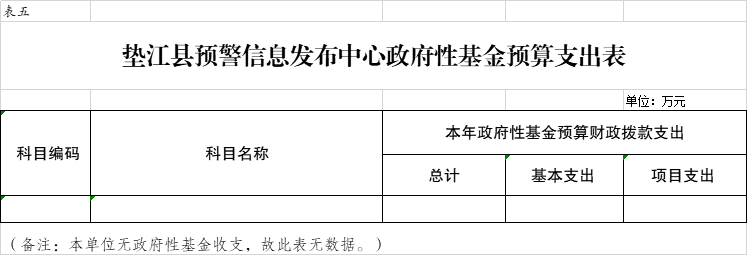 表五
垫江县预警信息发布中心政府性基金预算支出表
单位：万元
科目编码 科目名称 本年政府性基金预算财政拨款支出
总计 基本支出 项目支出
（备注：本单位无政府性基金收支，故此表无数据。）